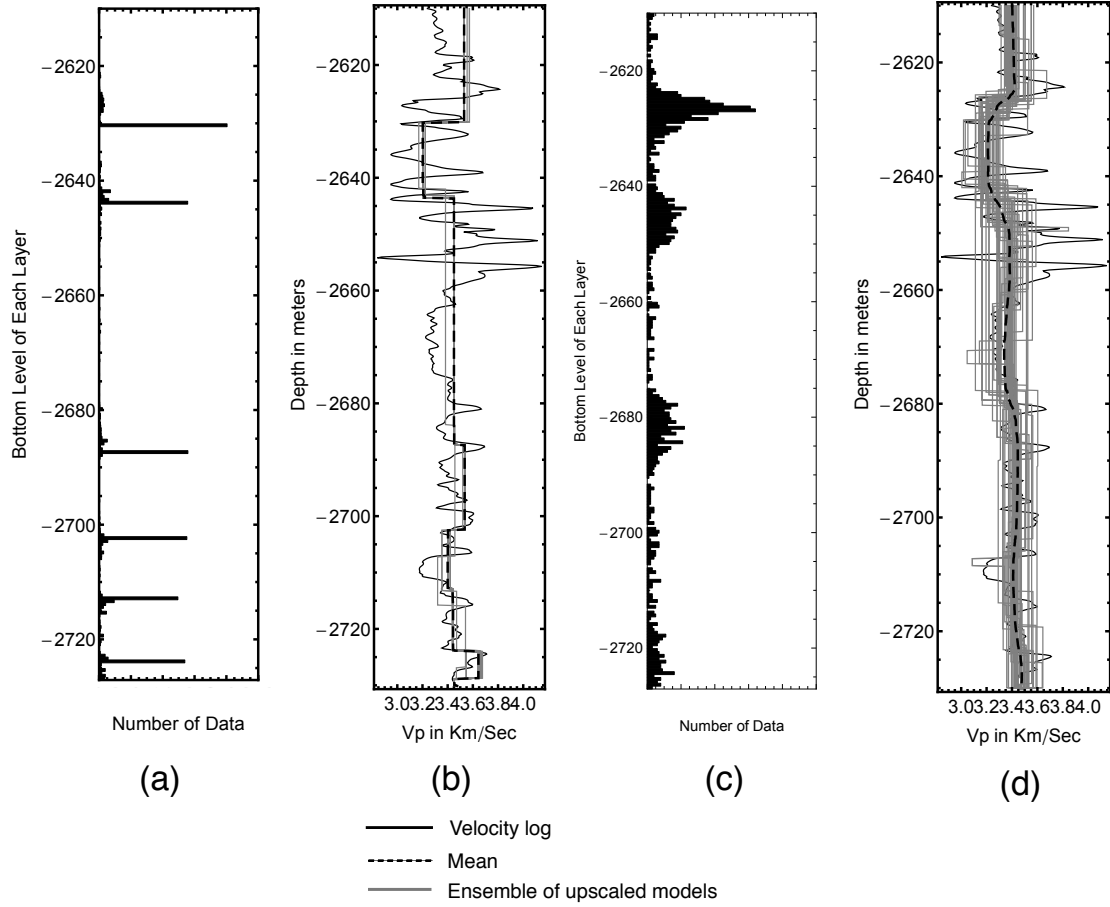 Bottom Level of Each Layer
−2620
−2640
−2660
−2680
−2700
−2720
Number of Data
(a)
Depth in meters
−2620
−2640
−2660
−2680
−2700
−2720
3.03.23.43.63.84.0
Vp in Km/Sec
(b)
Bottom Level of Each Layer
−2620
−2640
−2660
−2680
−2700
−2720
Number of Data
(c)
Depth in meters
−2620
−2640
−2660
−2680
−2700
−2720
3.03.23.43.63.84.0
Vp in Km/Sec
(d)
Velocity log
Mean
Ensemble of upscaled models